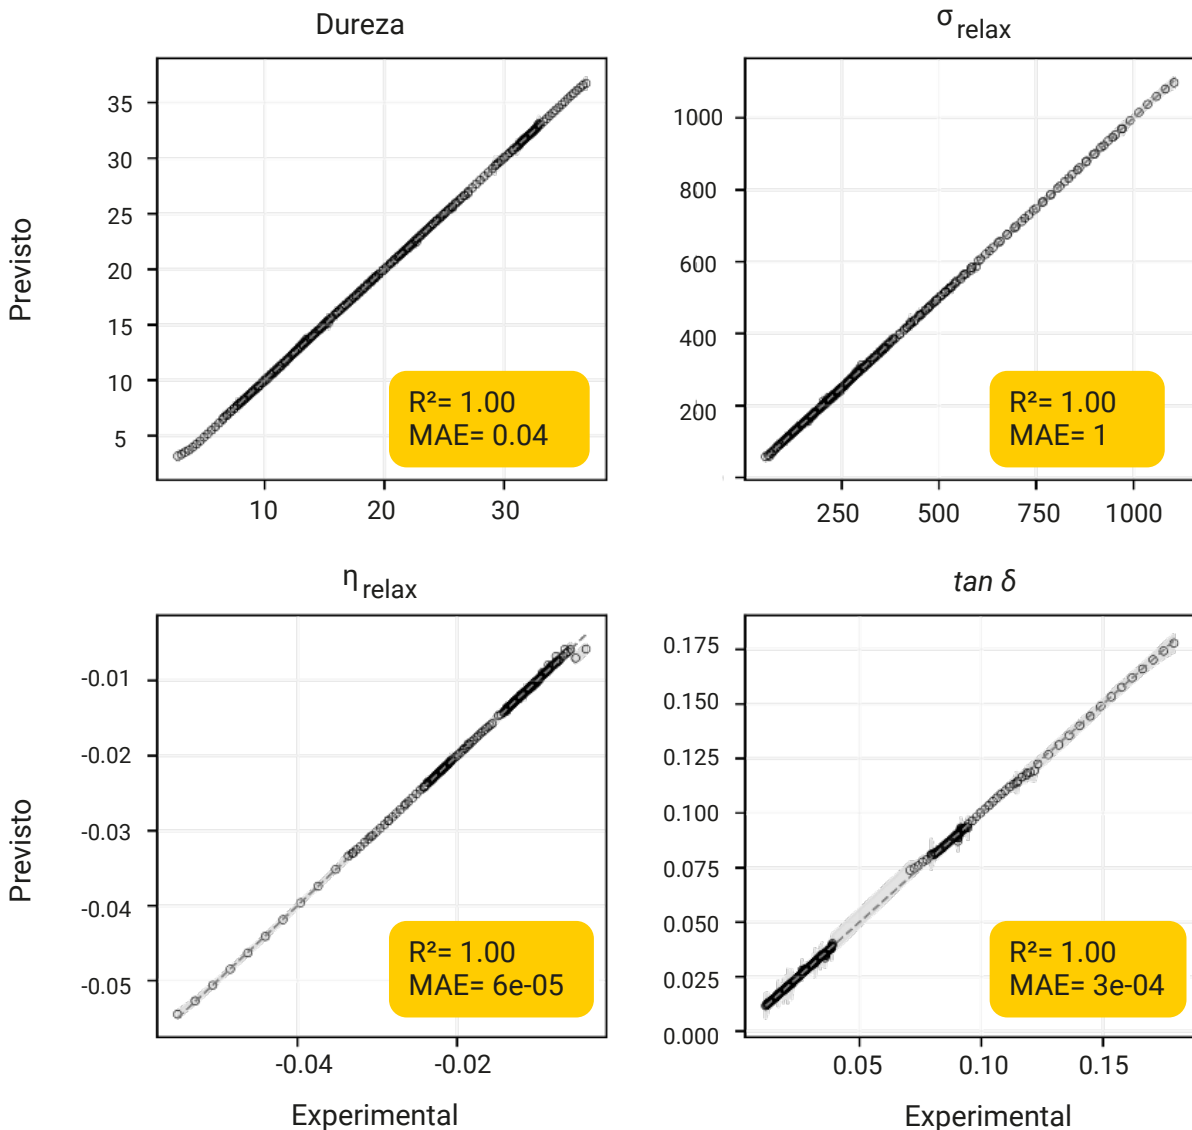 Dureza
Previsto
35
30
25
20
15
10
5
R²= 1.00
MAE= 0.04
10
20
30
σrelax
1000
800
600
400
200
R²= 1.00
MAE= 1
250
500
750
1000
ηrelax
Previsto
-0.01
-0.02
-0.03
-0.04
-0.05
R²= 1.00
MAE= 6e-05
-0.04
-0.02
Experimental
tan δ
0.175
0.150
0.125
0.100
0.075
0.050
0.025
0.000
R²= 1.00
MAE= 3e-04
0.05
0.10
0.15
Experimental